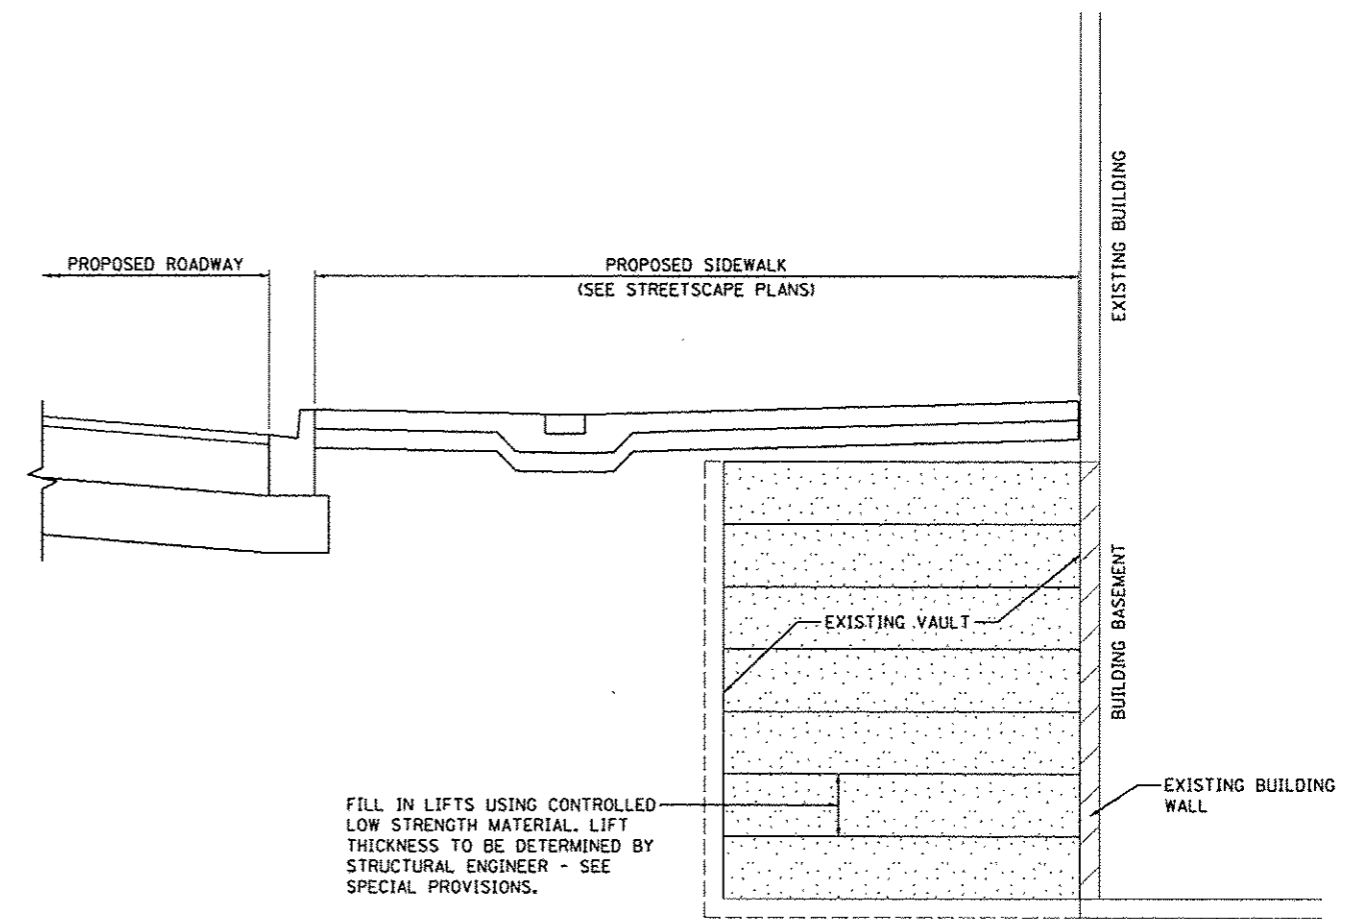 PROPOSED ROADWAY
PROPOSED SIDEWALK
(SEE STREETSCAPE PLANS)
EXISTING BUILDING
EXISTING VAULT
BUILDING BASEMENT
FILL IN LIFTS USING CONTROLLED
LOW STRENGTH MATERIAL. LIFT
THICKNESS TO BE DETERMINED BY
STRUCTURAL ENGINEER - SEE
SPECIAL PROVISIONS.
EXISTING BUILDING
WALL